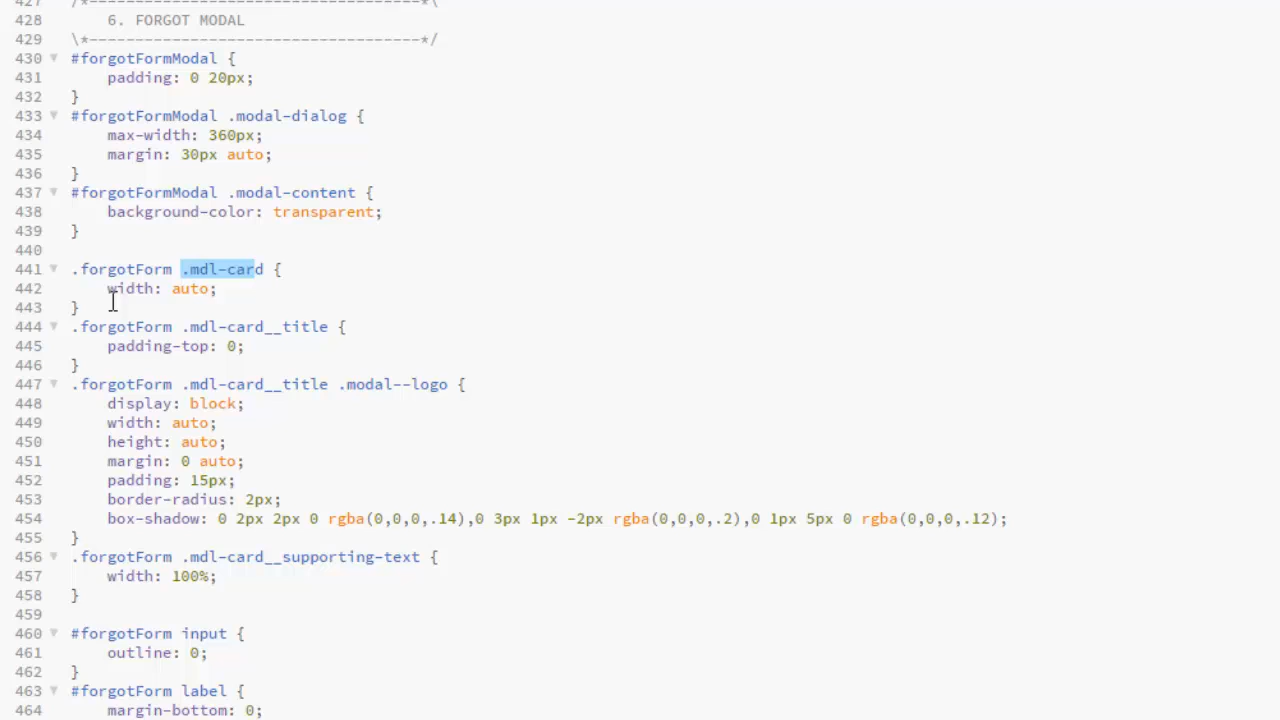 427 /*------------------------------------*\
428     6. FORGOT MODAL
429 \*------------------------------------*/
430 #forgotFormModal {
431     padding: 0 20px;
432 }
433 #forgotFormModal .modal-dialog {
434     max-width: 360px;
435     margin: 30px auto;
436 }
437 #forgotFormModal .modal-content {
438     background-color: transparent;
439 }
440
441 .forgotForm .mdl-card {
442     width: auto;
443 }
444 .forgotForm .mdl-card__title {
445     padding-top: 0;
446 }
447 .forgotForm .mdl-card__title .modal--logo {
448     display: block;
449     width: auto;
450     height: auto;
451     margin: 0 auto;
452     padding: 15px;
453     border-radius: 2px;
454     box-shadow: 0 2px 2px 0 rgba(0,0,0,.14),0 3px 1px -2px rgba(0,0,0,.2),0 1px 5px 0 rgba(0,0,0,.12);
455 }
456 .forgotForm .mdl-card__supporting-text {
457     width: 100%;
458 }
459
460 #forgotForm input {
461     outline: 0;
462 }
463 #forgotForm label {
464     margin-bottom: 0;